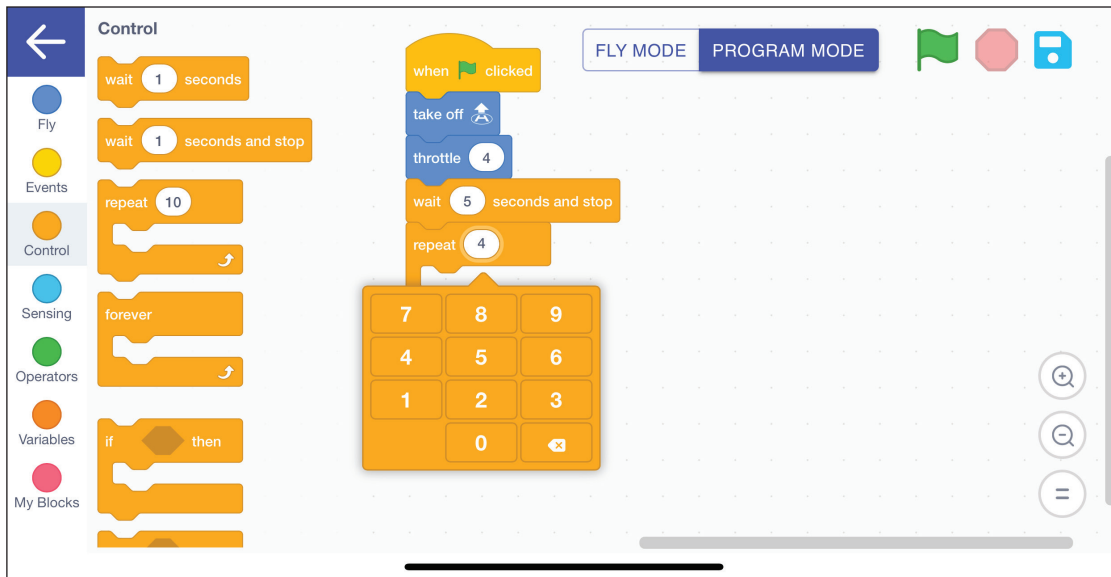 Control
FLY MODE
PROGRAM MODE
Fly
Events
Control
Sensing
Operators
Variables
My Blocks
wait 1 seconds
wait 1 seconds and stop
repeat 10
forever
if then
when clicked
take off
throttle 4
wait 5 seconds and stop
repeat 4
7 8 9
4 5 6
1 2 3
0